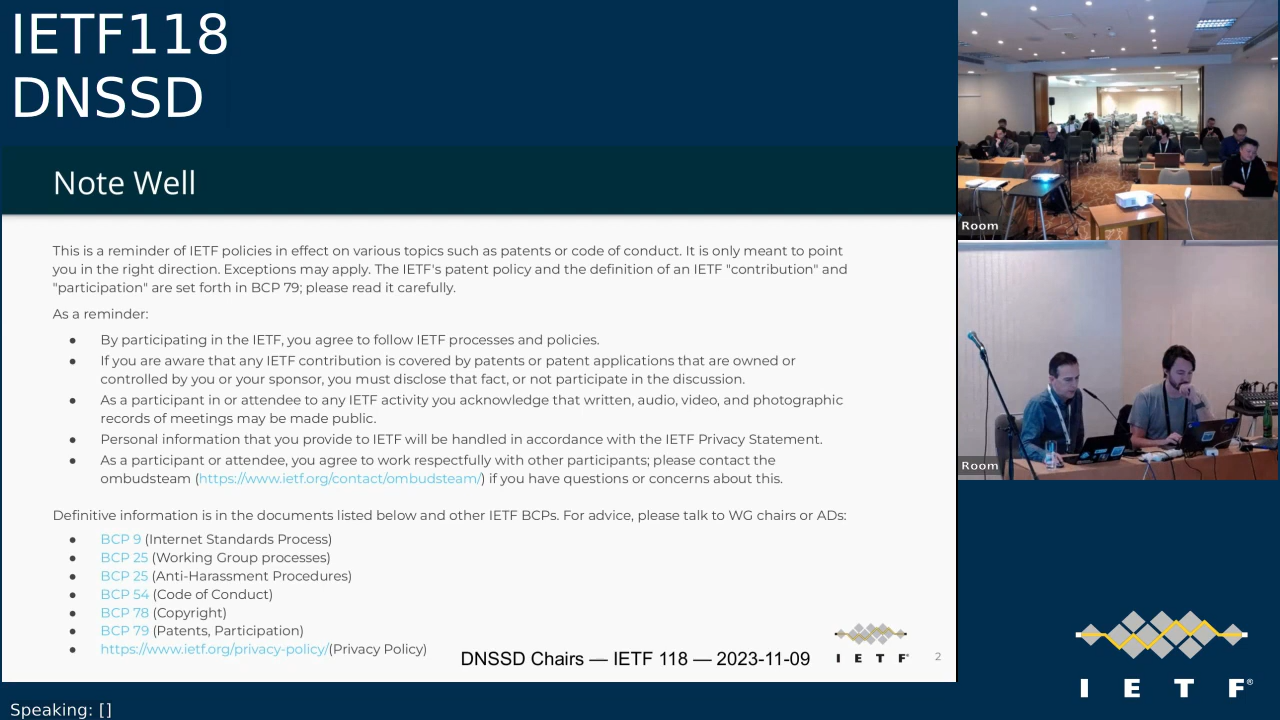 IETF118
DNSSD
Note Well
This is a reminder of IETF policies in effect on various topics such as patents or code of conduct. It is only meant to point
you in the right direction. Exceptions may apply. The IETF's patent policy and the definition of an IETF "contribution" and
"participation" are set forth in BCP 79; please read it carefully.
As a reminder:
● By participating in the IETF, you agree to follow IETF processes and policies.
● If you are aware that any IETF contribution is covered by patents or patent applications that are owned or
controlled by you or your sponsor, you must disclose that fact, or not participate in the discussion.
● As a participant in or attendee to any IETF activity you acknowledge that written, audio, video, and photographic
records of meetings may be made public.
● Personal information that you provide to IETF will be handled in accordance with the IETF Privacy Statement.
● As a participant or attendee, you agree to work respectfully with other participants; please contact the
ombudsteam (https://www.ietf.org/contact/ombudsteam/) if you have questions or concerns about this.
Definitive information is in the documents listed below and other IETF BCPs. For advice, please talk to WG chairs or ADs:
● BCP 9 (Internet Standards Process)
● BCP 25 (Working Group processes)
● BCP 25 (Anti-Harassment Procedures)
● BCP 54 (Code of Conduct)
● BCP 78 (Copyright)
● BCP 79 (Patents, Participation)
● https://www.ietf.org/privacy-policy/(Privacy Policy)
DNSSD Chairs — IETF 118 — 2023-11-09
I E T F®
2
Room
Room
I E T F®
Speaking: []